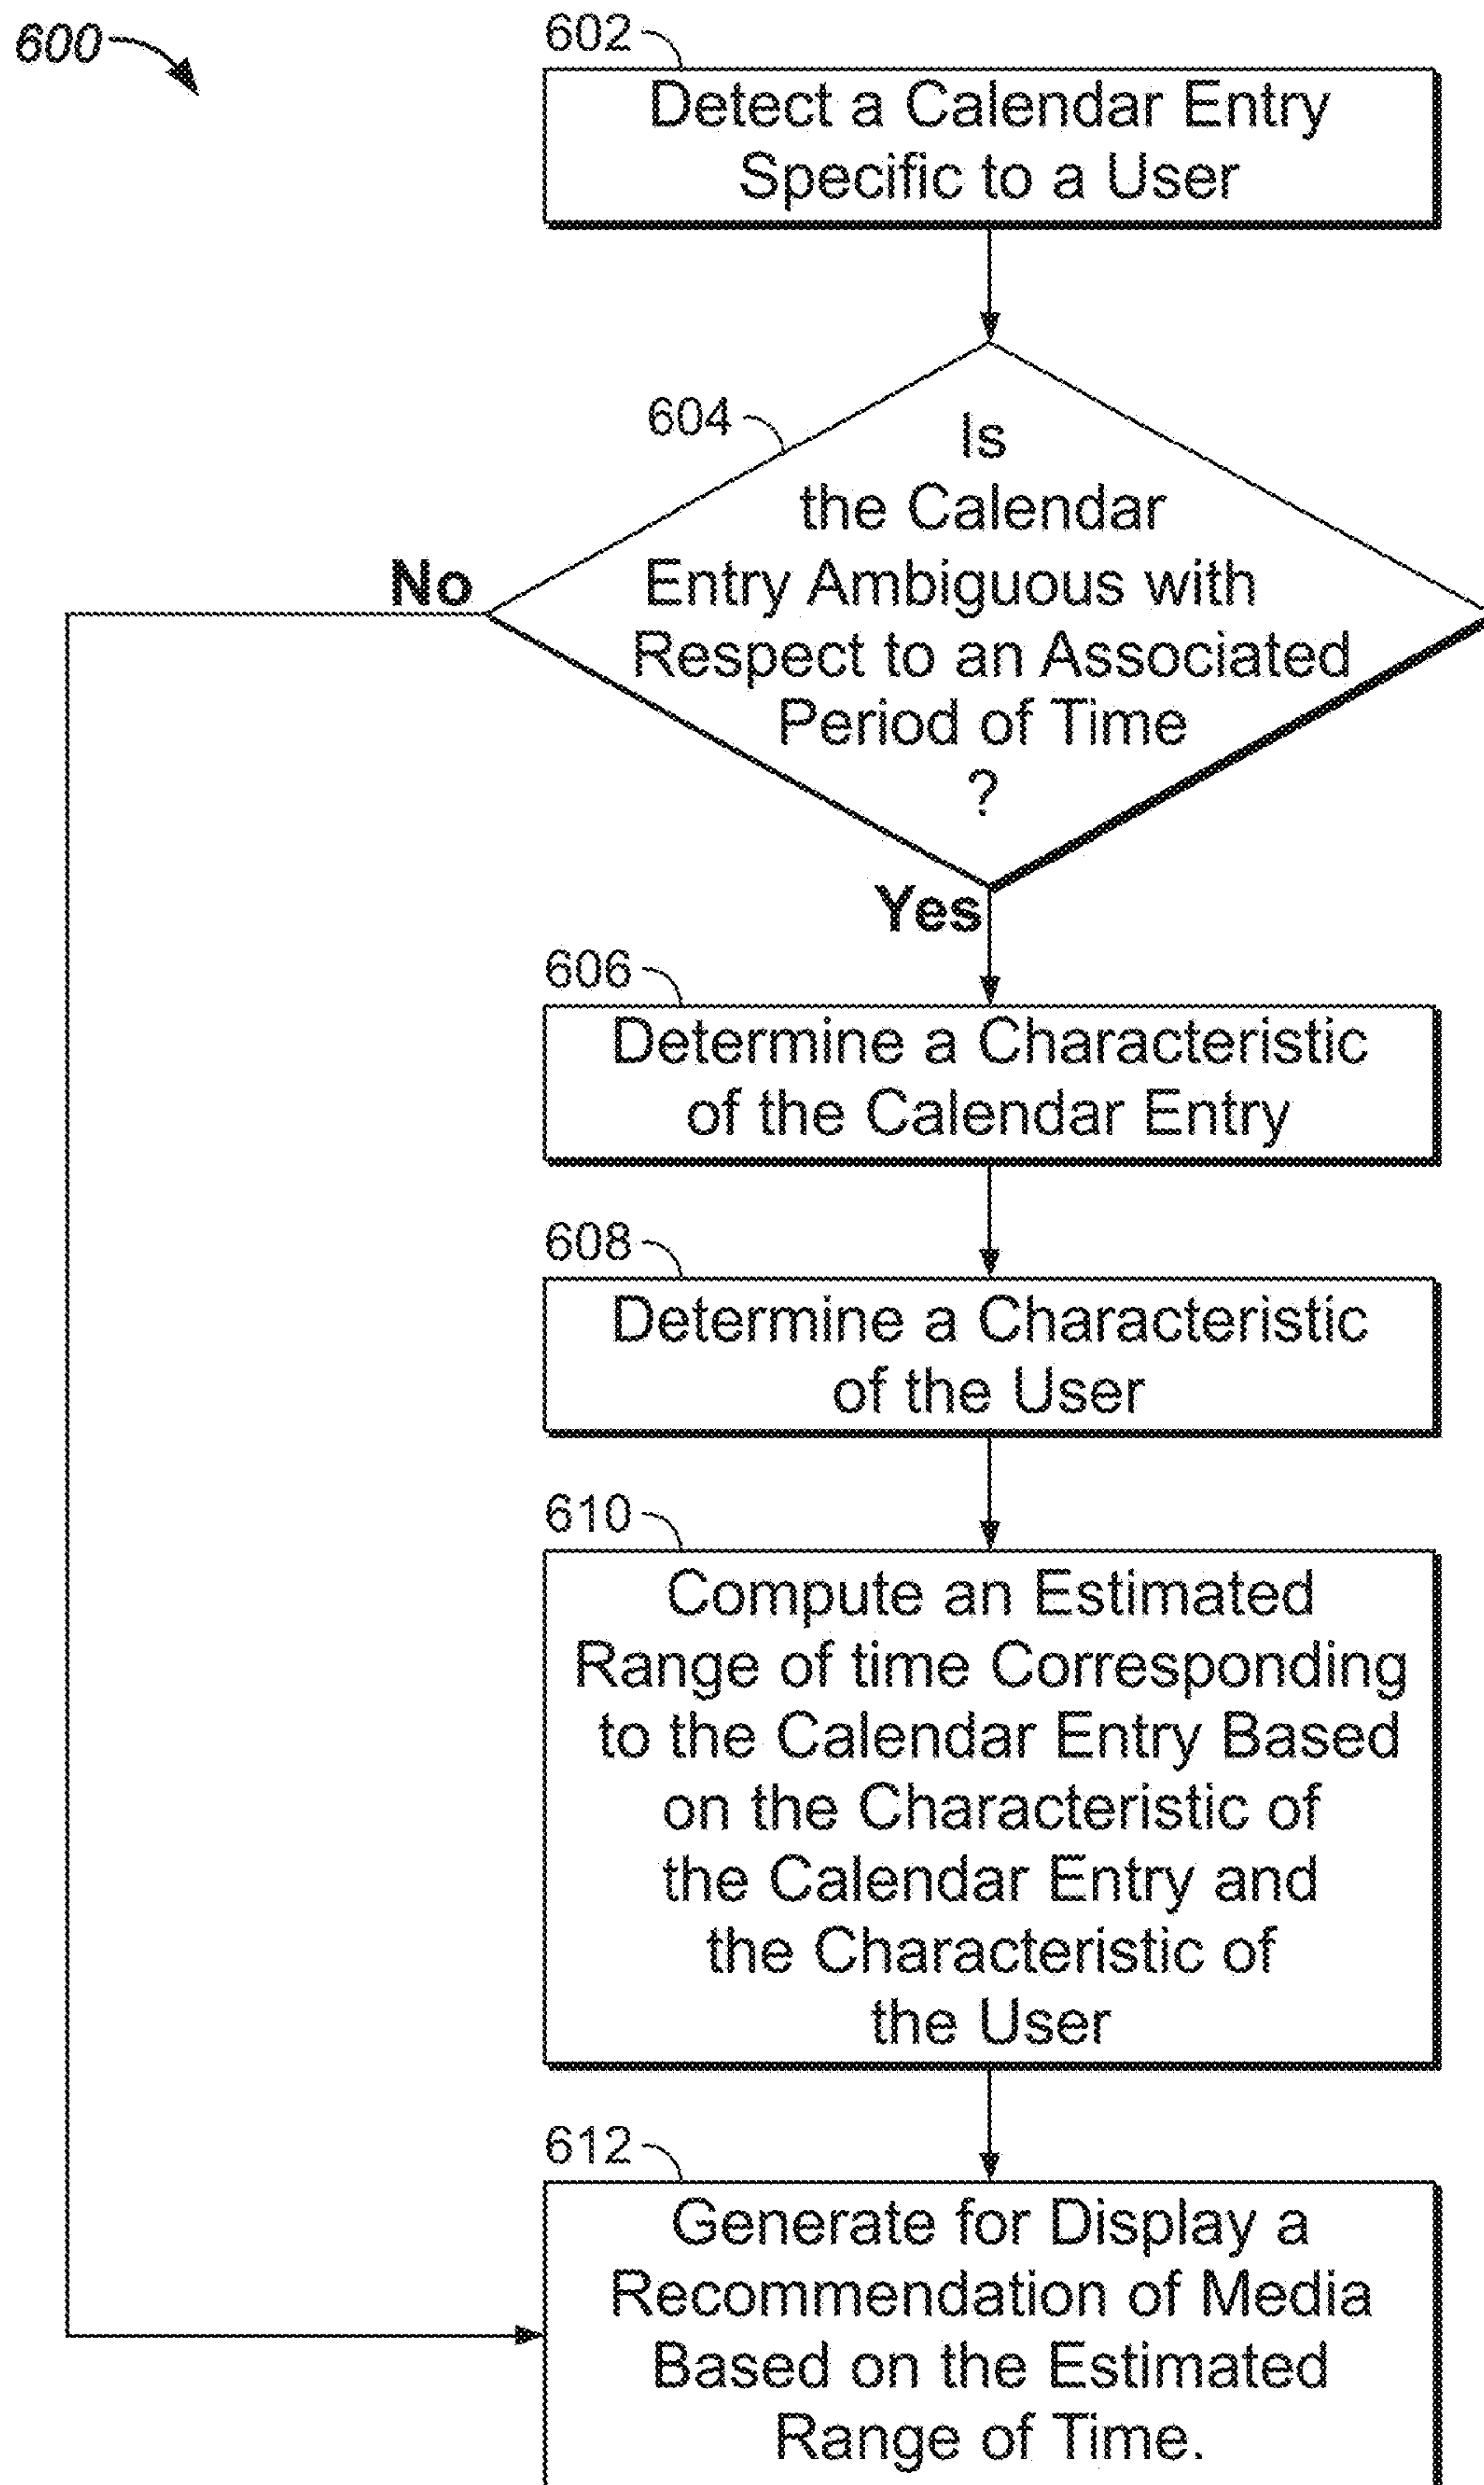 600
602
Detect a Calendar Entry
Specific to a User
604
Is
the Calendar
Entry Ambiguous with
Respect to an Associated
Period of Time
?
No
Yes
606
Determine a Characteristic
of the Calendar Entry
608
Determine a Characteristic
of the User
610
Compute an Estimated
Range of time Corresponding
to the Calendar Entry Based
on the Characteristic of
the Calendar Entry and
the Characteristic of
the User
612
Generate for Display a
Recommendation of Media
Based on the Estimated
Range of Time.